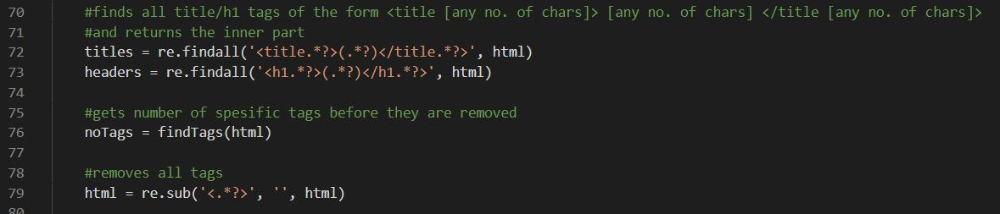 70 #finds all title/h1 tags of the form <title [any no. of chars]> [any no. of chars] </title [any no. of chars]>
71 #and returns the inner part
72 titles = re.findall('<title.*?>(.*?)</title.*?>', html)
73 headers = re.findall('<h1.*?>(.*?)</h1.*?>', html)
74
75 #gets number of spesific tags before they are removed
76 noTags = findTags(html)
77
78 #removes all tags
79 html = re.sub('<.*?>', '', html)
80